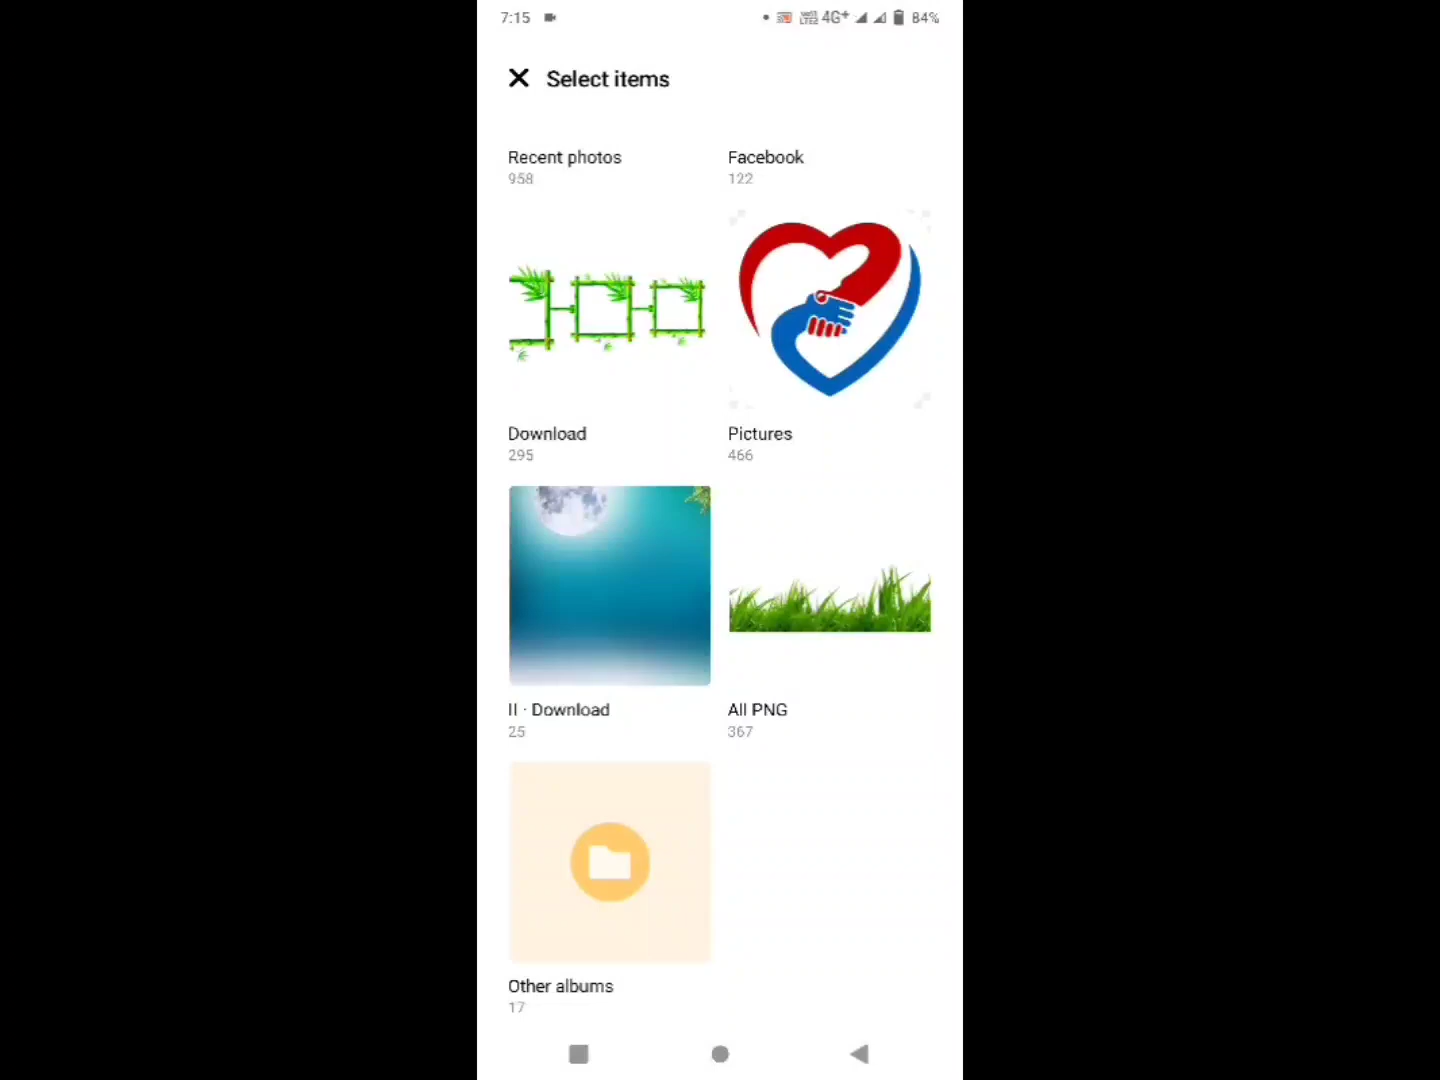 7:15 4G+ 84%
Select items
Recent photos Facebook
958 122
Download Pictures
295 466
II · Download All PNG
25 367
Other albums
17